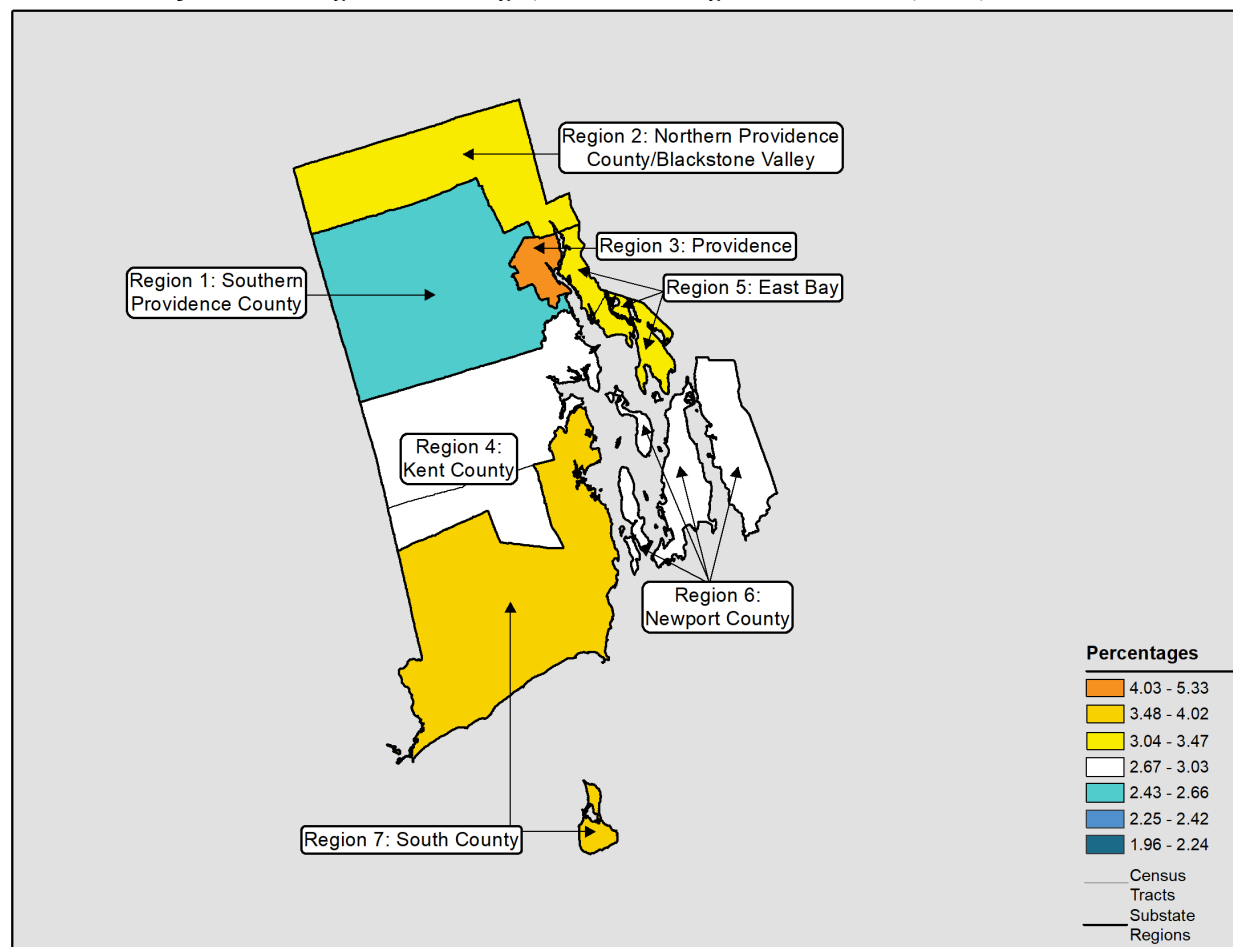 Region 2: Northern Providence
County/Blackstone Valley
Region 3: Providence
Region 1: Southern
Providence County
Region 5: East Bay
Region 4:
Kent County
Region 6:
Newport County
Region 7: South County
Percentages
4.03 - 5.33
3.48 - 4.02
3.04 - 3.47
2.67 - 3.03
2.43 - 2.66
2.25 - 2.42
1.96 - 2.24
Census
Tracts
Substate
Regions